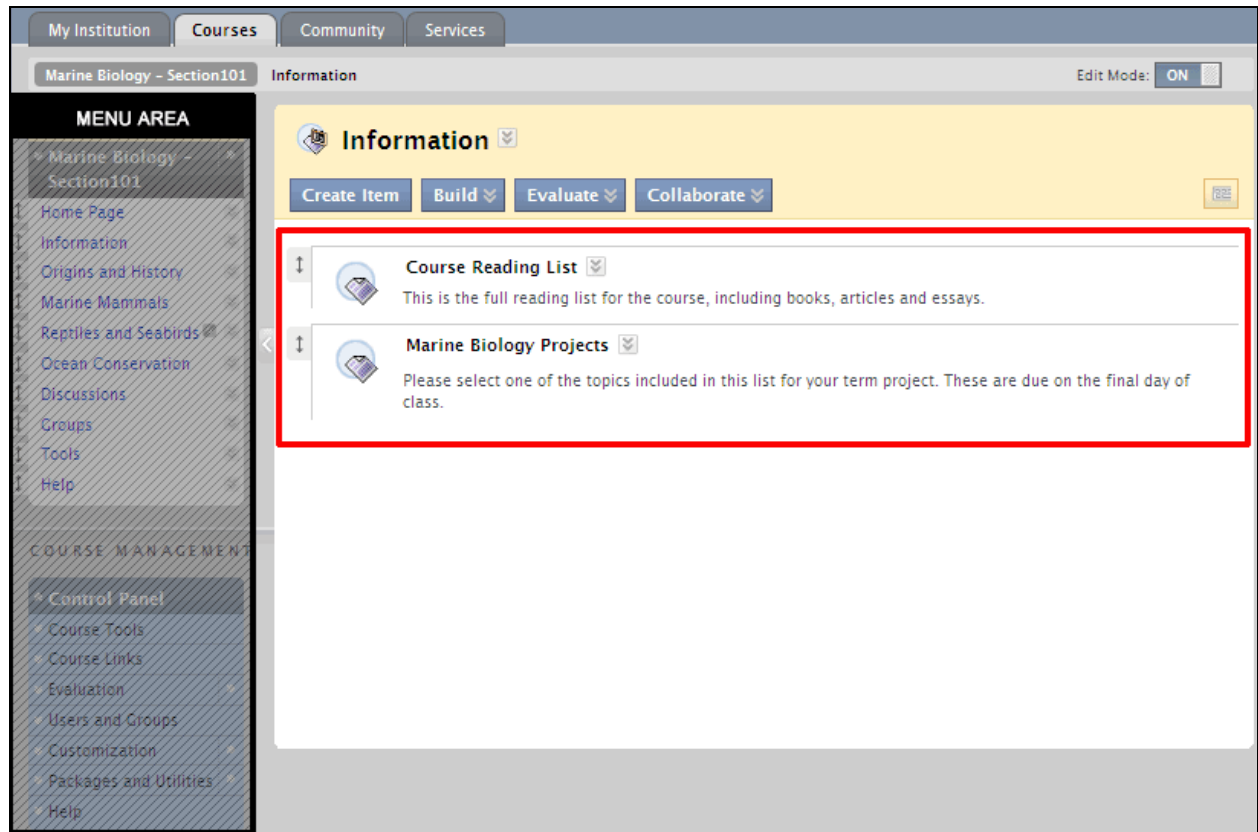 My Institution Courses Community Services
Marine Biology - Section101 Information Edit Mode: ON
MENU AREA
Marine Biology -
Section101
Home Page
Information
Origins and History
Marine Mammals
Reptiles and Seabirds
Ocean Conservation
Discussions
Groups
Tools
Help
COURSE MANAGEMENT
Control Panel
Course Tools
Course Links
Evaluation
Users and Groups
Customization
Packages and Utilities
Help
Information
Create Item Build Evaluate Collaborate
Course Reading List
This is the full reading list for the course, including books, articles and essays.
Marine Biology Projects
Please select one of the topics included in this list for your term project. These are due on the final day of
class.